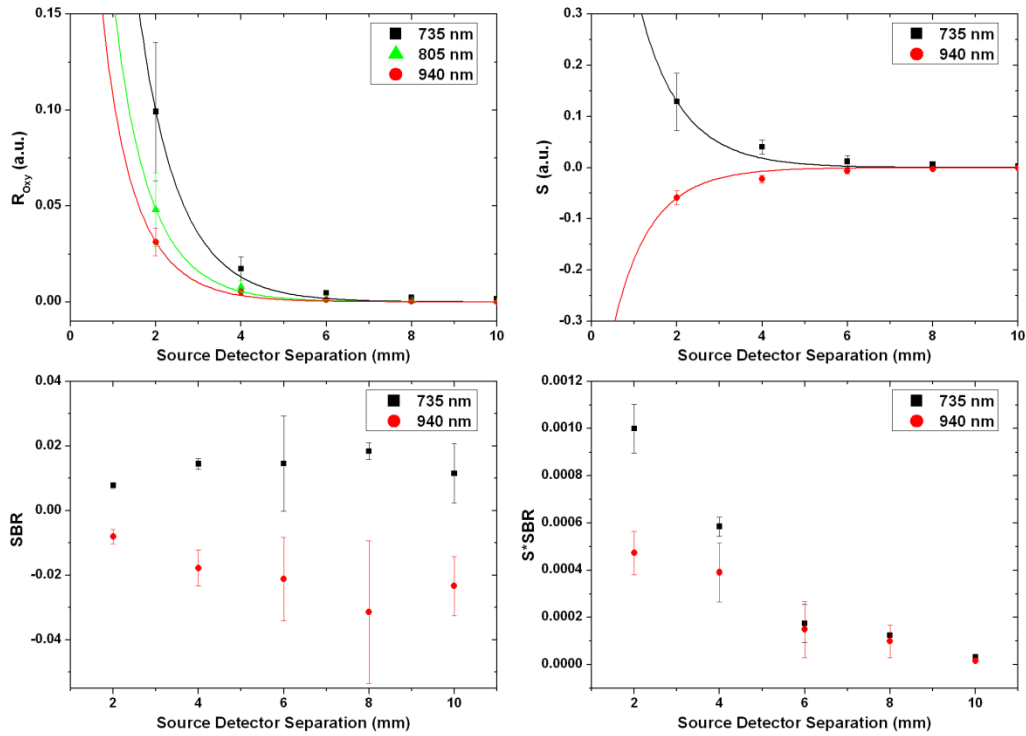 735 nm
805 nm
940 nm
0.15
0.10
0.05
0.00
R_Oxy (a.u.)
0 2 4 6 8 10
Source Detector Separation (mm)
735 nm
940 nm
0.3
0.2
0.1
0.0
-0.1
-0.2
-0.3
S (a.u.)
0 2 4 6 8 10
Source Detector Separation (mm)
735 nm
940 nm
0.04
0.02
0.00
-0.02
-0.04
SBR
2 4 6 8 10
Source Detector Separation (mm)
735 nm
940 nm
0.0012
0.0010
0.0008
0.0006
0.0004
0.0002
0.0000
S*SBR
2 4 6 8 10
Source Detector Separation (mm)